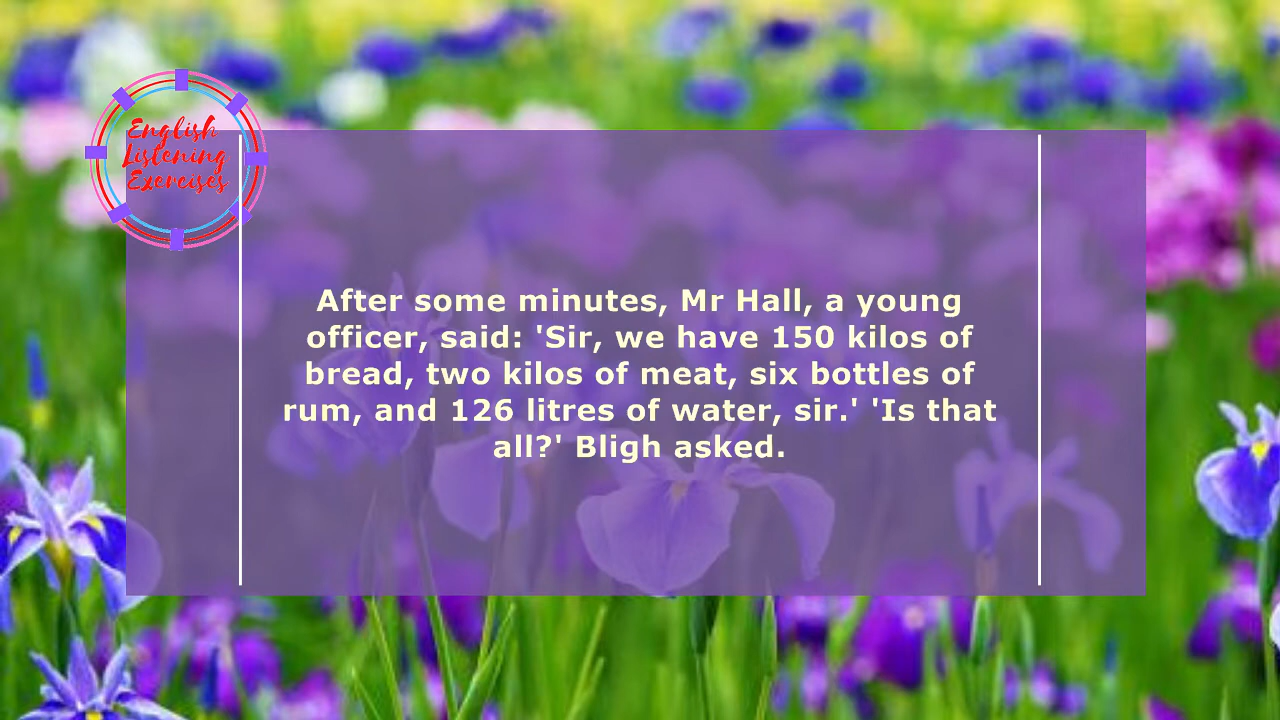 English
Listening
Exercises
After some minutes, Mr Hall, a young
officer, said: 'Sir, we have 150 kilos of
bread, two kilos of meat, six bottles of
rum, and 126 litres of water, sir.' 'Is that
all?' Bligh asked.